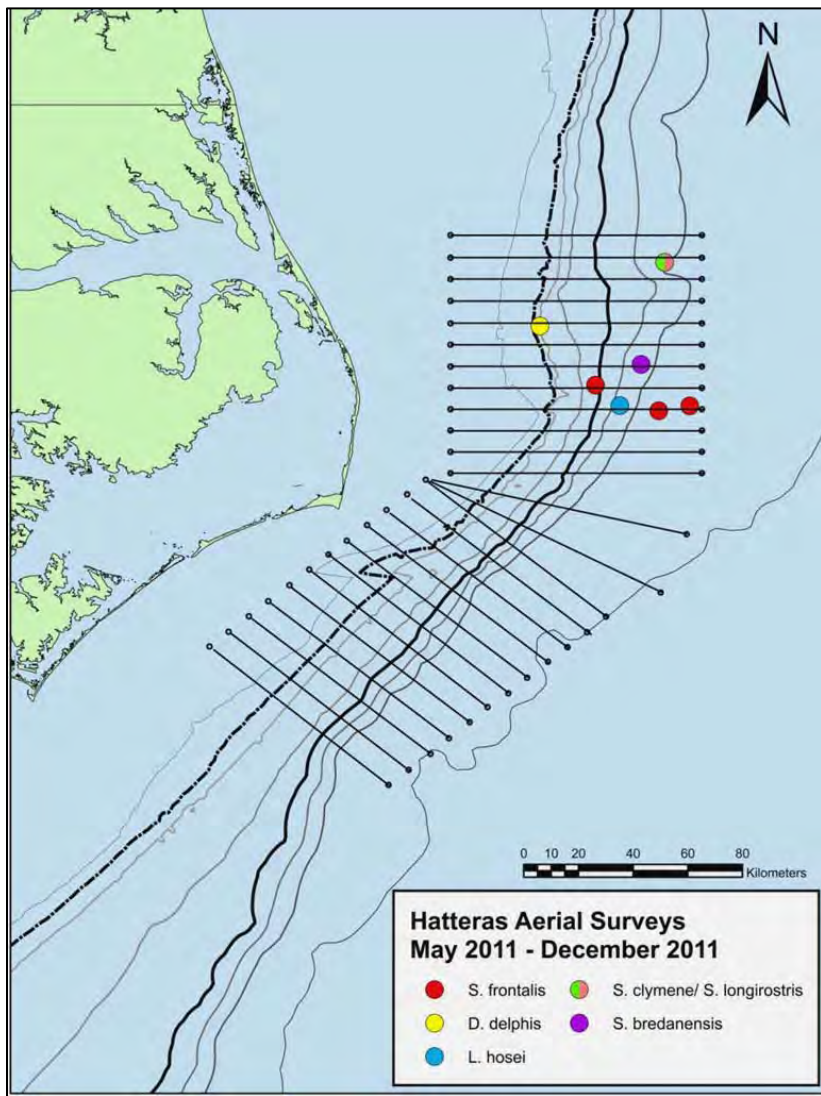 N
0 10 20 40 60 80
Kilometers
Hatteras Aerial Surveys
May 2011 - December 2011
S. frontalis
S. clymene/ S. longirostris
D. delphis
S. bredanensis
L. hosei